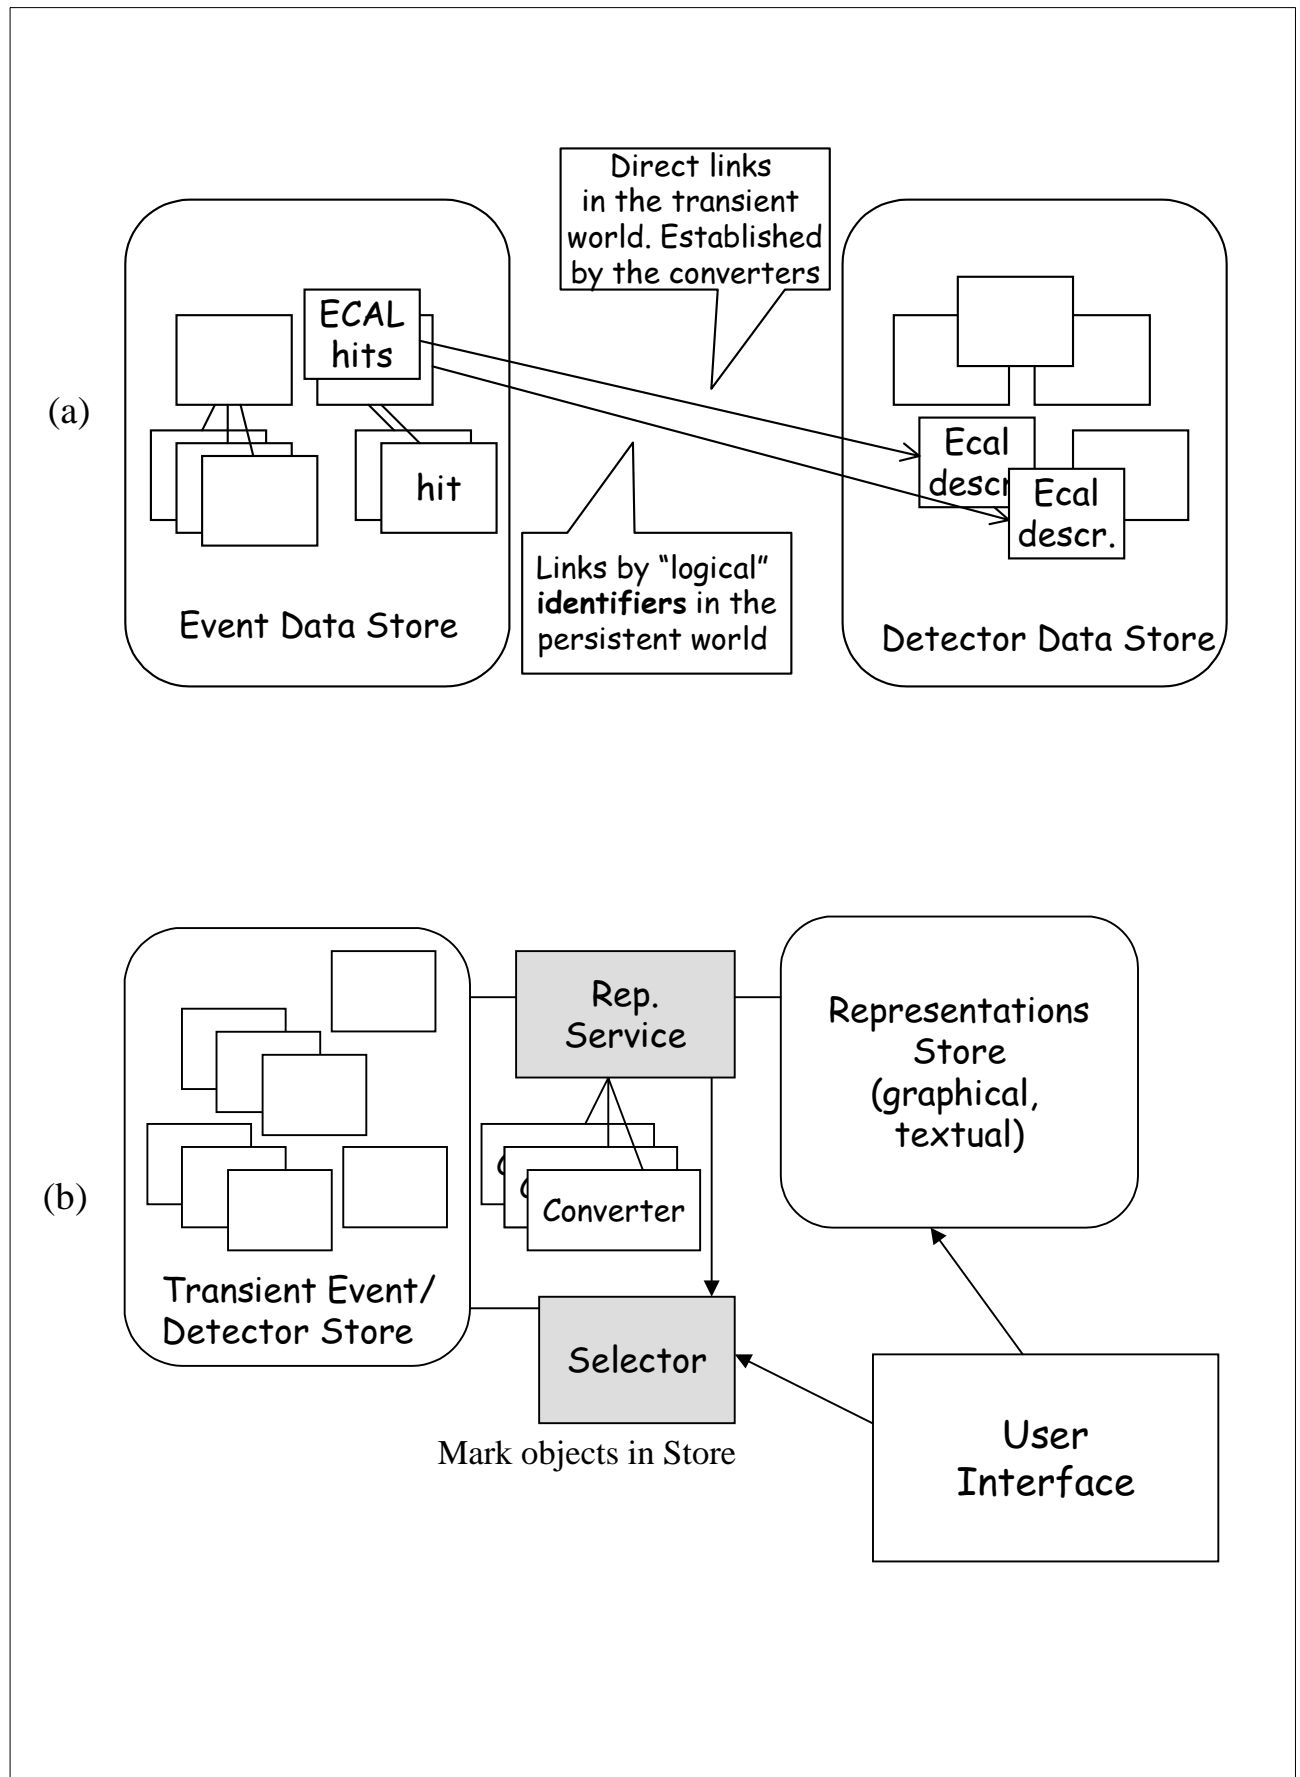 Direct links
in the transient
world. Established
by the converters
ECAL
hits
(a)
Ecal
descr
Ecal
descr.
hit
Links by “logical”
identifiers in the
persistent world
Event Data Store
Detector Data Store
Rep.
Service
Representations
Store
(graphical,
textual)
(b)
Converter
Transient Event/
Detector Store
Selector
Mark objects in Store
User
Interface